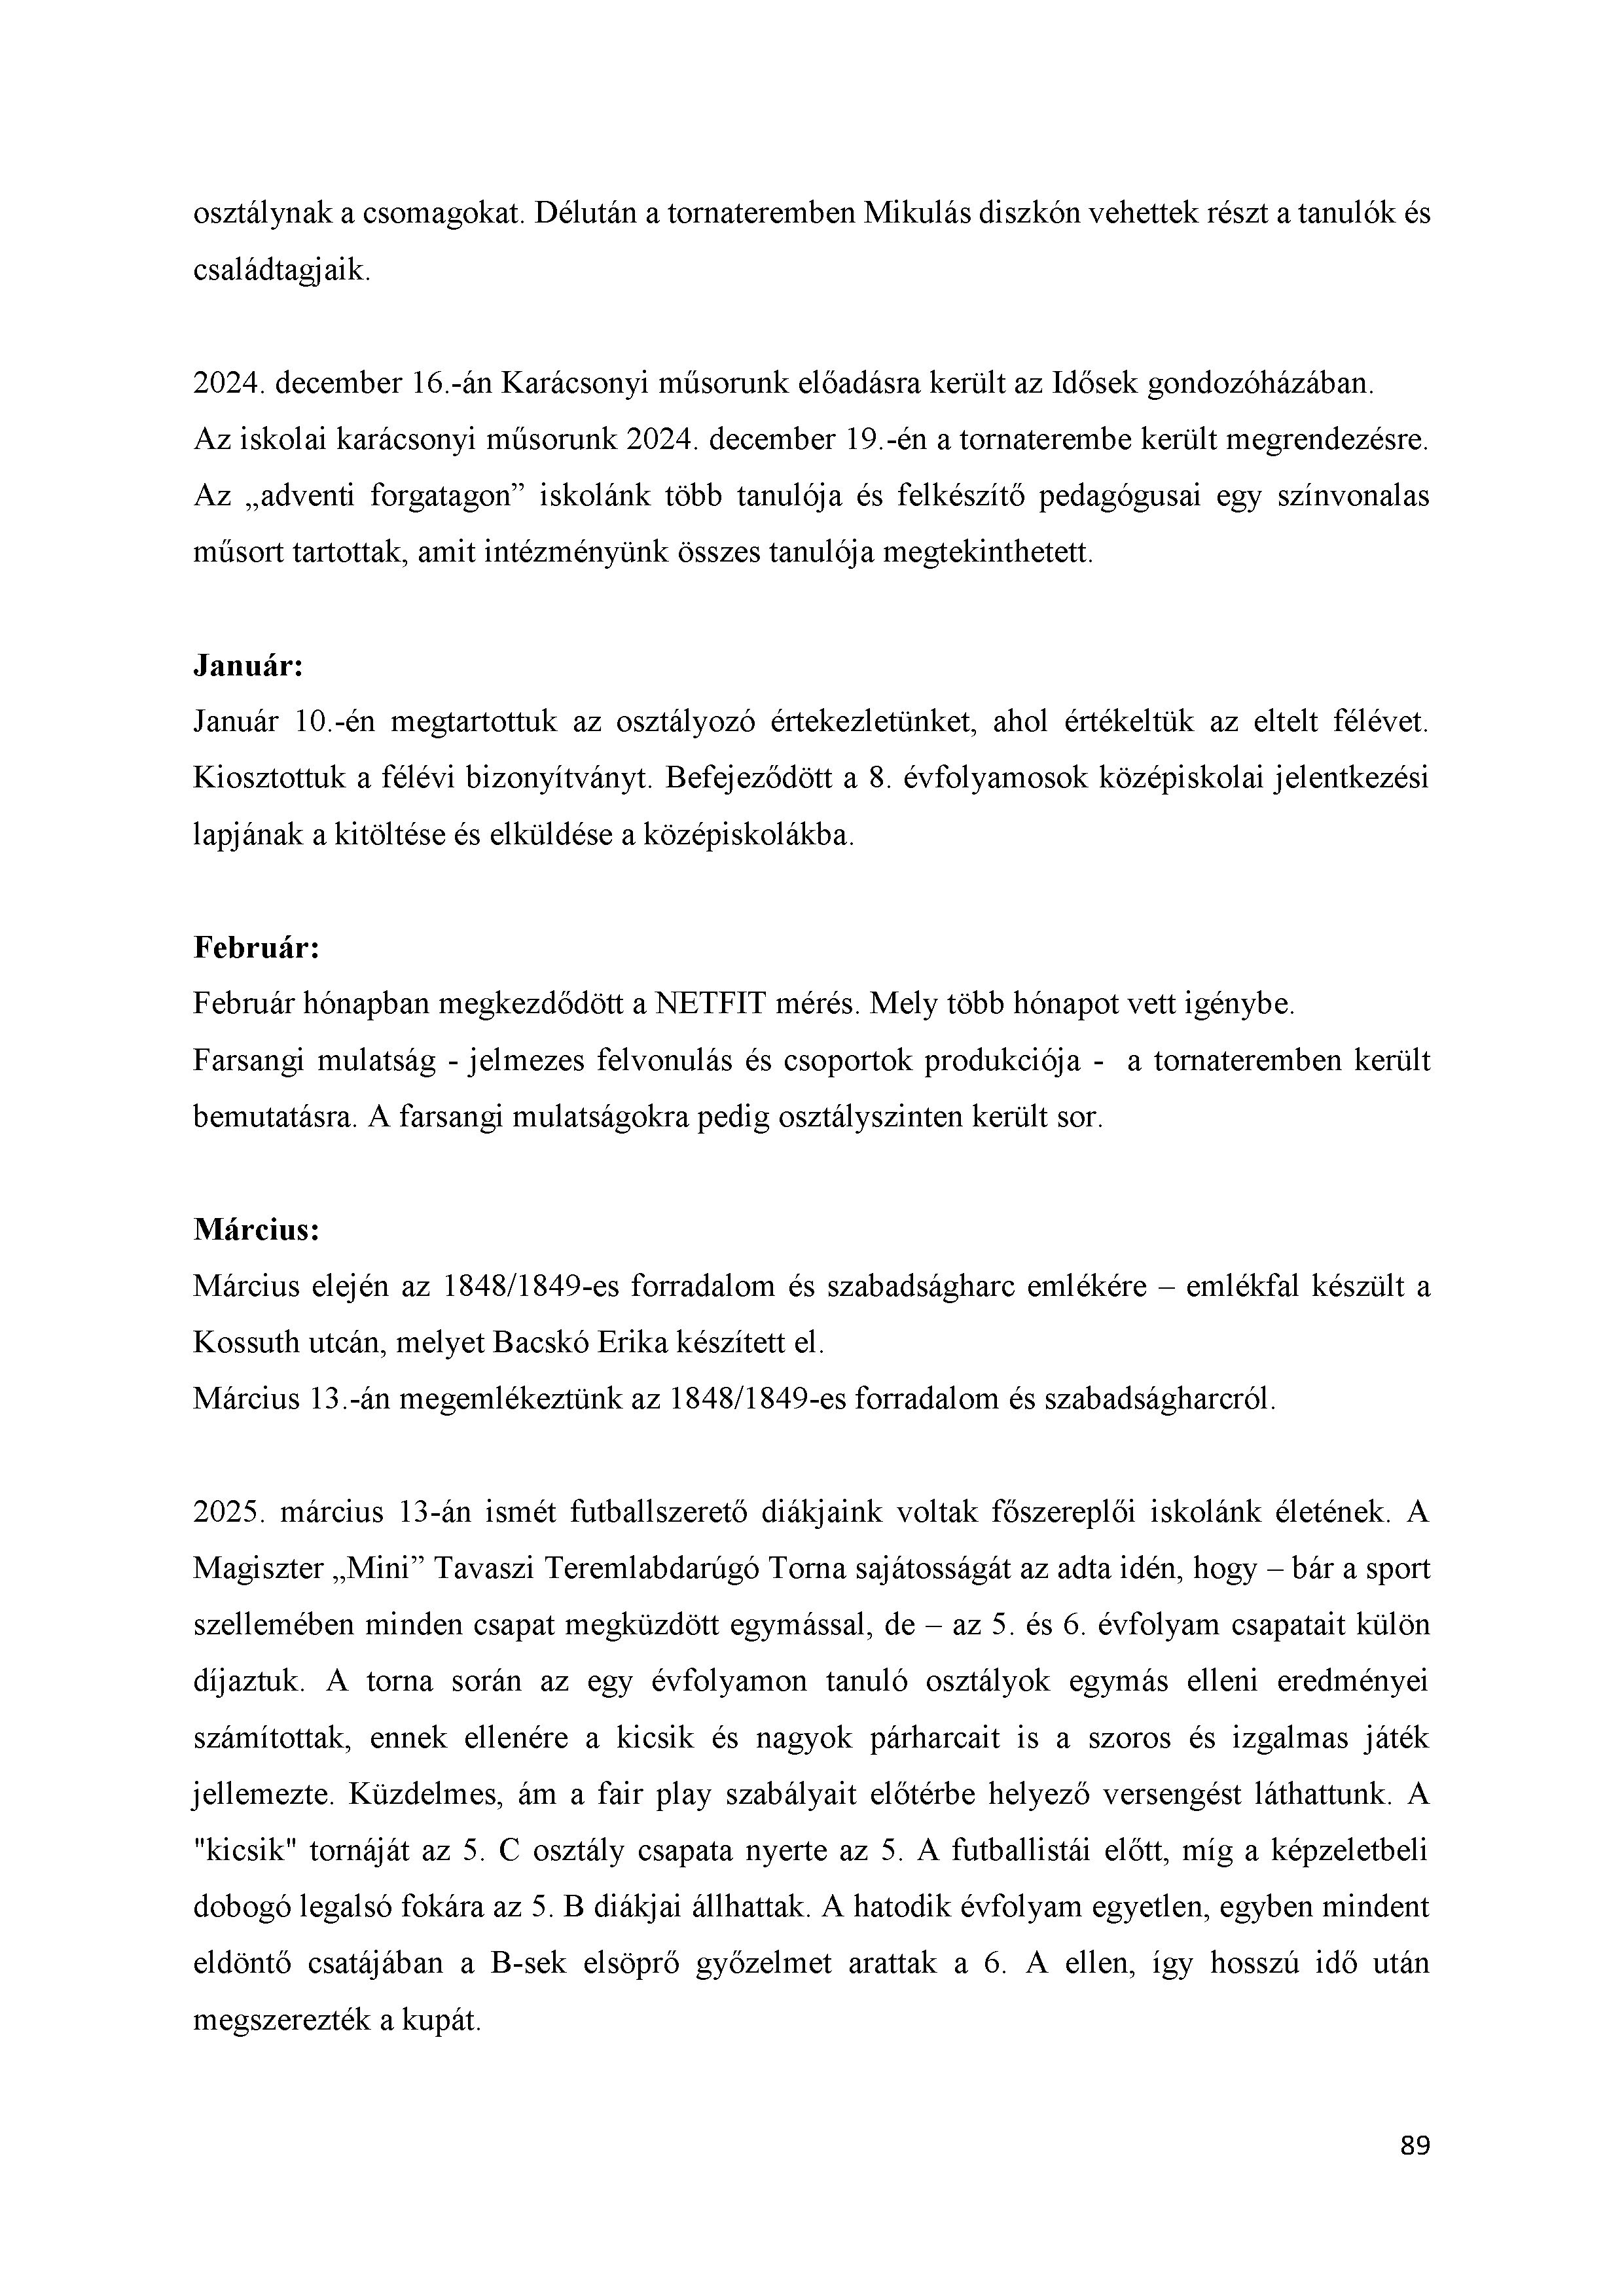 osztálynak a csomagokat. Délután a tornateremben Mikulás diszkón vehettek részt a tanulók és
családtagjaik.
2024. december 16.-án Karácsonyi műsorunk előadásra került az Idősek gondozóházában.
Az iskolai karácsonyi műsorunk 2024. december 19.-én a tornaterembe került megrendezésre.
Az „adventi forgatagon” iskolánk több tanulója és felkészítő pedagógusai egy színvonalas
műsort tartottak, amit intézményünk összes tanulója megtekinthetett.
Január:
Január 10.-én megtartottuk az osztályozó értekezletünket, ahol értékeltük az eltelt félévet.
Kiosztottuk a félévi bizonyítványt. Befejeződött a 8. évfolyamosok középiskolai jelentkezési
lapjának a kitöltése és elküldése a középiskolákba.
Február:
Február hónapban megkezdődött a NETFIT mérés. Mely több hónapot vett igénybe.
Farsangi mulatság - jelmezes felvonulás és csoportok produkciója - a tornateremben került
bemutatásra. A farsangi mulatságokra pedig osztályszinten került sor.
Március:
Március elején az 1848/1849-es forradalom és szabadságharc emlékére – emlékfal készült a
Kossuth utcán, melyet Bacskó Erika készített el.
Március 13.-án megemlékeztünk az 1848/1849-es forradalom és szabadságharcról.
2025. március 13-án ismét futballszerető diákjaink voltak főszereplői iskolánk életének. A
Magiszter „Mini” Tavaszi Teremlabdarúgó Torna sajátosságát az adta idén, hogy – bár a sport
szellemében minden csapat megküzdött egymással, de – az 5. és 6. évfolyam csapatait külön
díjaztuk. A torna során az egy évfolyamon tanuló osztályok egymás elleni eredményei
számítottak, ennek ellenére a kicsik és nagyok párharcait is a szoros és izgalmas játék
jellemezte. Küzdelmes, ám a fair play szabályait előtérbe helyező versengést láthattunk. A
"kicsik" tornáját az 5. C osztály csapata nyerte az 5. A futballistái előtt, míg a képzeletbeli
dobogó legalsó fokára az 5. B diákjai állhattak. A hatodik évfolyam egyetlen, egyben mindent
eldöntő csatájában a B-sek elsöprő győzelmet arattak a 6. A ellen, így hosszú idő után
megszerezték a kupát.
89